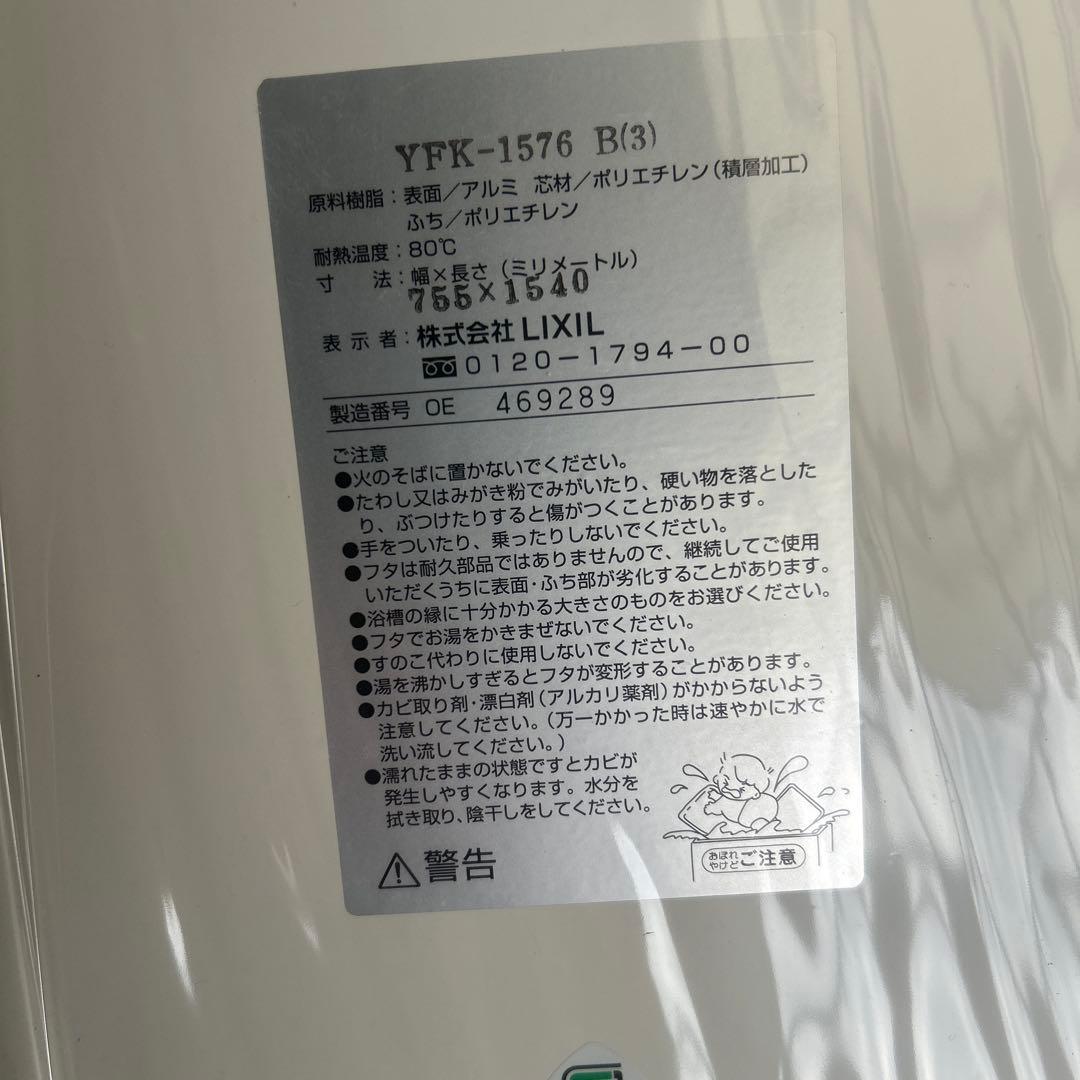 YFK-1576 B(3)
原料樹脂：表面／アルミ 芯材／ポリエチレン(積層加工)
ふち／ポリエチレン
耐熱温度：80℃
寸 法：幅×長さ (ミリメートル)
755×1540
表示者：株式会社LIXIL
0120-1794-00
製造番号 OE 469289
ご注意
●火のそばに置かないでください。
●たわし又はみがき粉でみがいたり、硬い物を落とした
り、ぶつけたりすると傷がつくことがあります。
●手をついたり、乗ったりしないでください。
●フタは耐久部品ではありませんので、継続してご使用
いただくうちに表面・ふち部が劣化することがあります。
●浴槽の縁に十分かかる大きさのものをお選びください。
●フタでお湯をかきまぜないでください。
●すのこ代わりに使用しないでください。
●湯を沸かしすぎるとフタが変形することがあります。
●カビ取り剤・漂白剤(アルカリ薬剤)がかからないよう
注意してください。(万一かかった時は速やかに水で
洗い流してください。)
●濡れたままの状態ですとカビが
発生しやすくなります。水分を
拭き取り、陰干しをしてください。
警告
おぼれ
やけど
ご注意